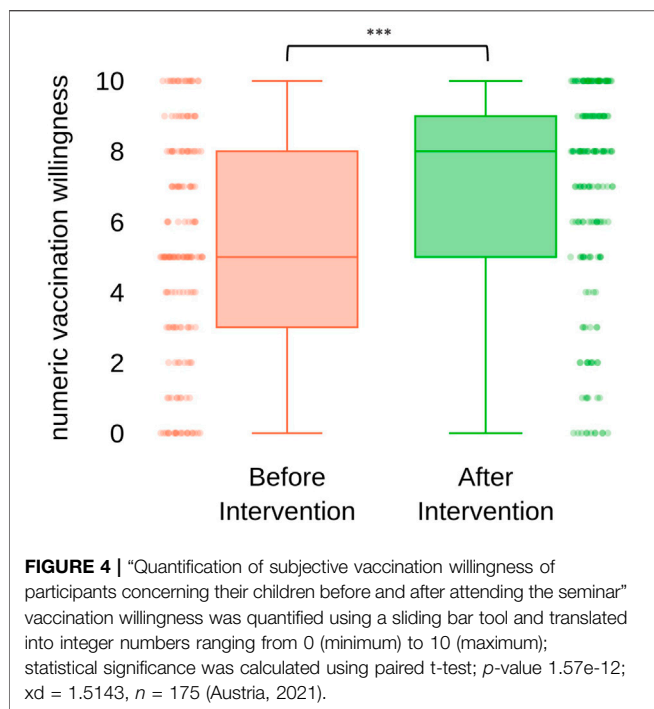 ***
numeric vaccination willingness
10
8
6
4
2
0
Before
Intervention
After
Intervention
FIGURE 4 | “Quantification of subjective vaccination willingness of
participants concerning their children before and after attending the seminar”
vaccination willingness was quantified using a sliding bar tool and translated
into integer numbers ranging from 0 (minimum) to 10 (maximum);
statistical significance was calculated using paired t-test; p-value 1.57e-12;
xd = 1.5143, n = 175 (Austria, 2021).